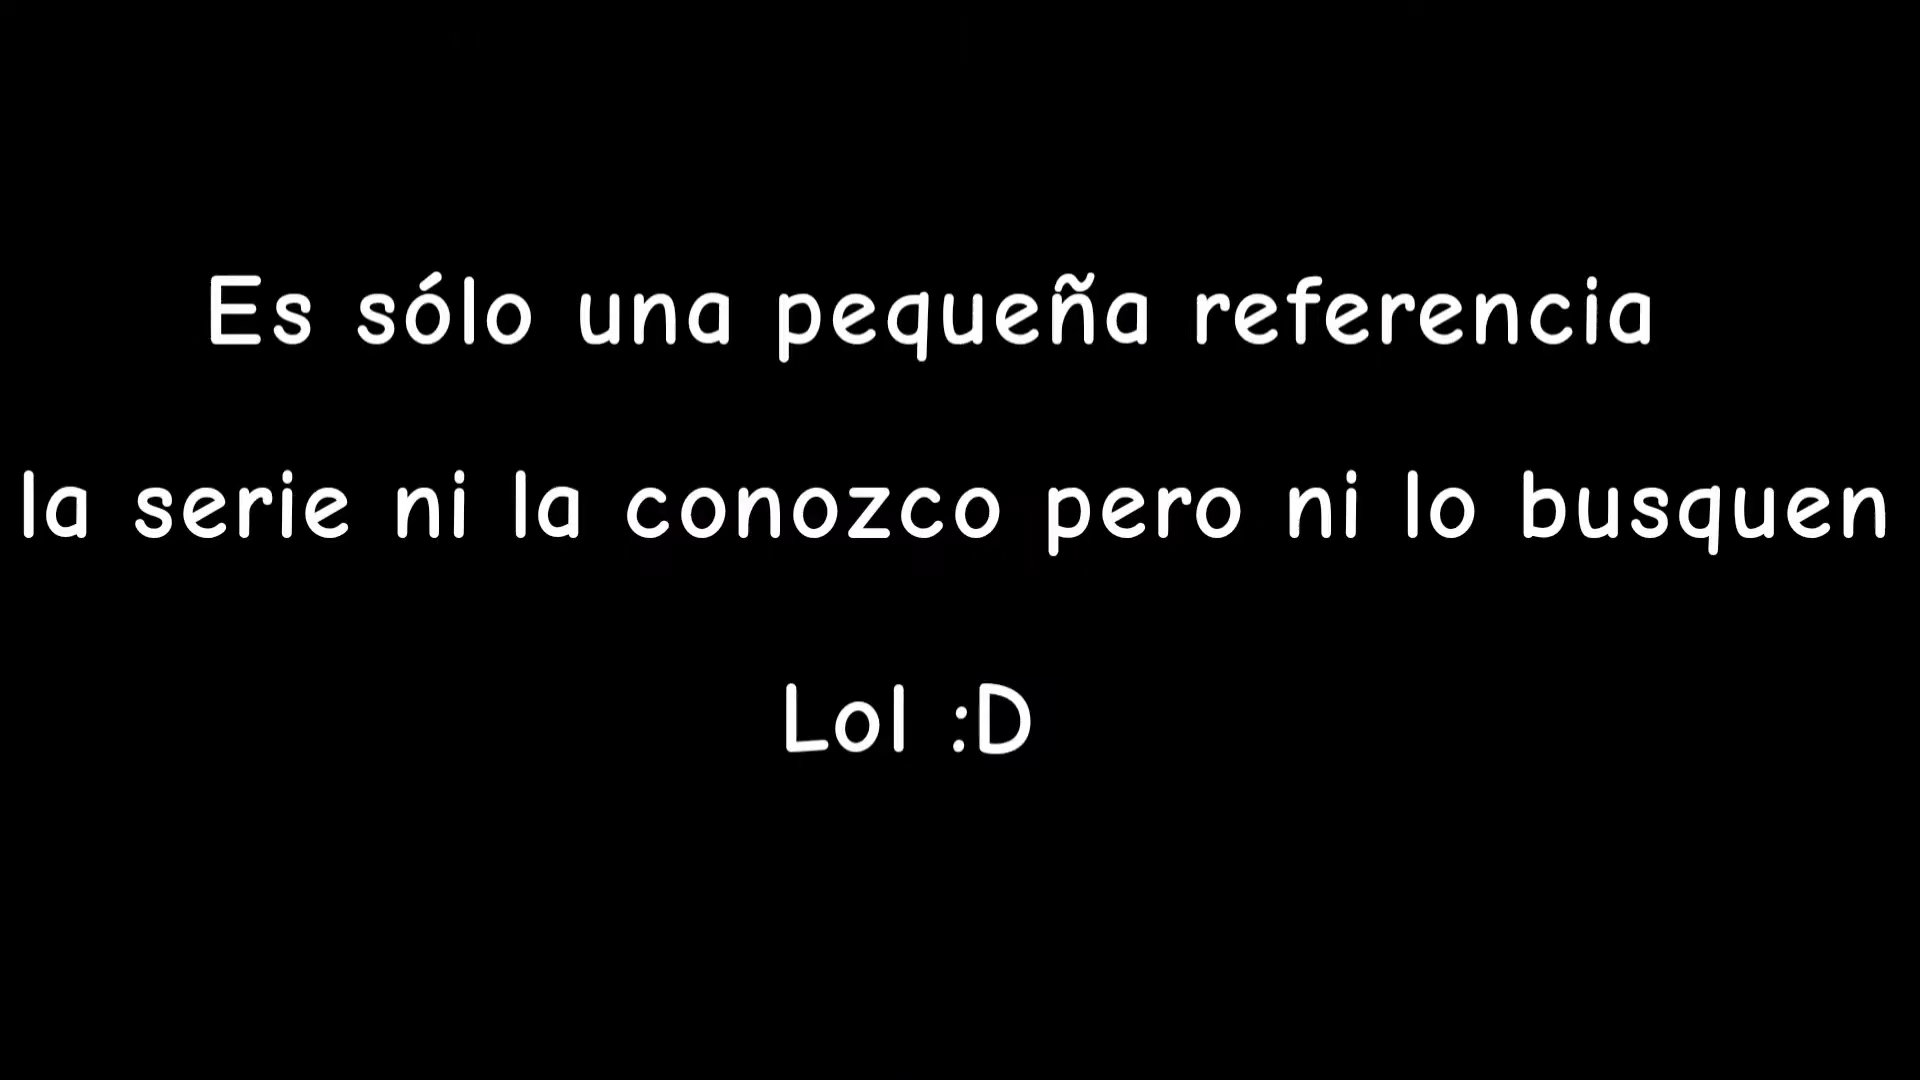 Es sólo una pequeña referencia
la serie ni la conozco pero ni lo busquen
Lol :D